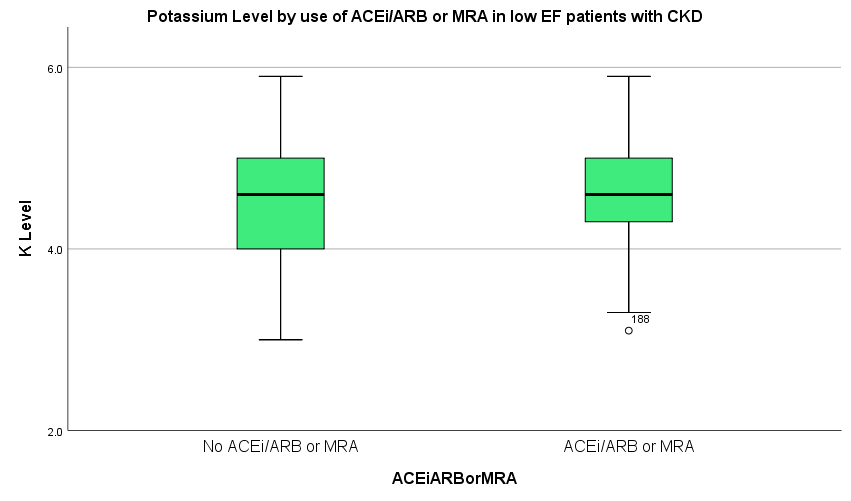 Potassium Level by use of ACEi/ARB or MRA in low EF patients with CKD
6.0
4.0
2.0
K Level
188
No ACEi/ARB or MRA
ACEi/ARB or MRA
ACEiARBorMRA